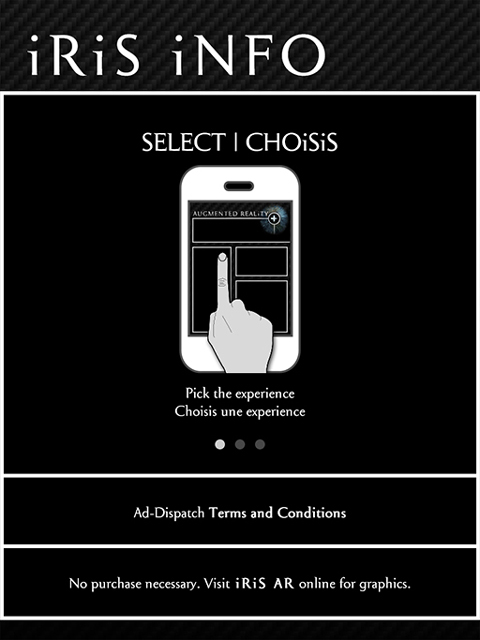 iRiS iNFO
SELECT | CHOiSiS
AUGMENTED REALiTY
Pick the experience
Choisis une experience
Ad-Dispatch Terms and Conditions
No purchase necessary. Visit iRiS AR online for graphics.